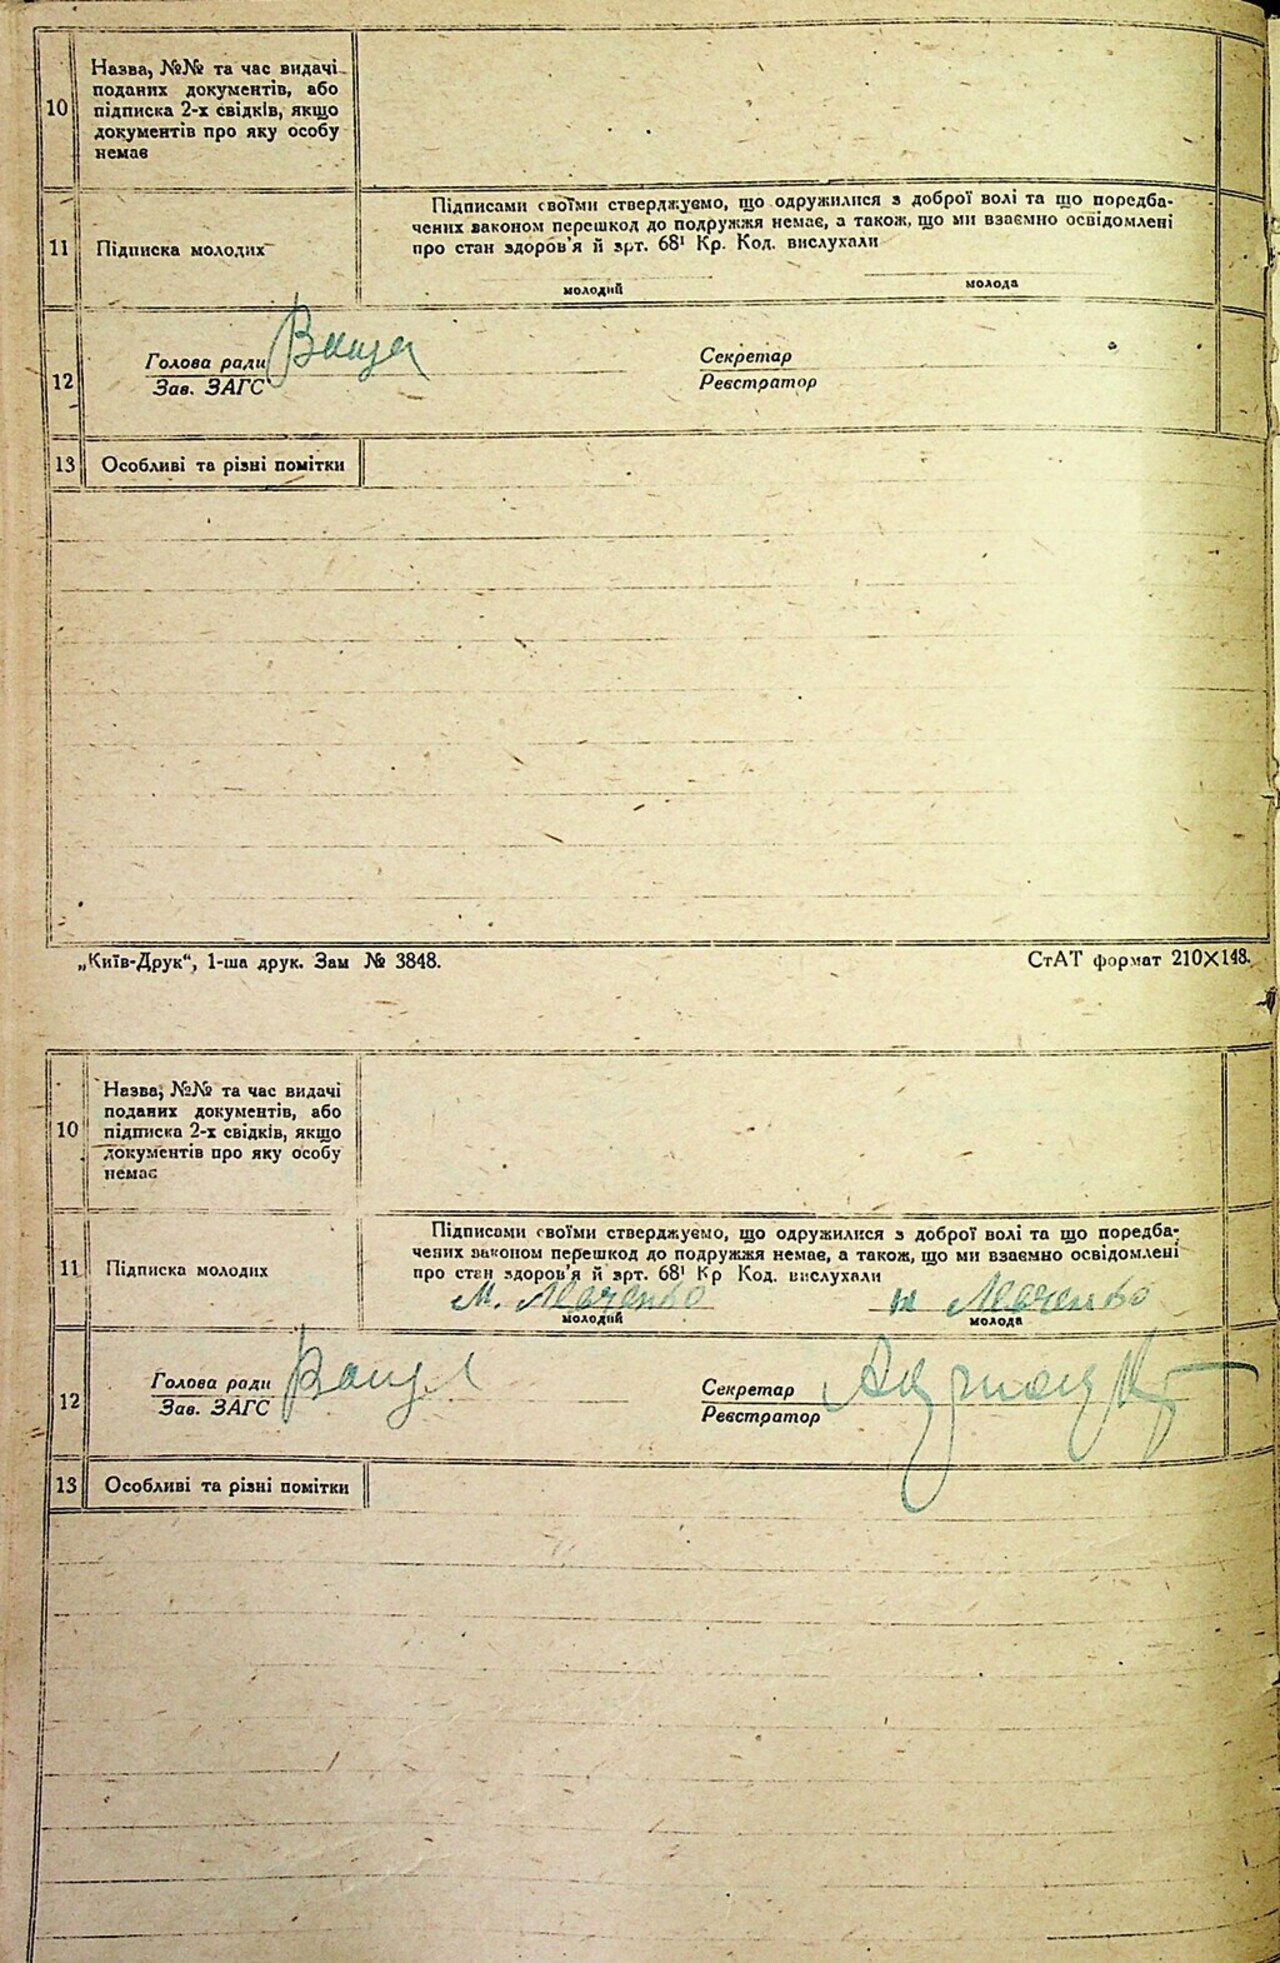 10
Назва, №№ та час видачі
поданих документів, або
підписка 2-х свідків, якщо
документів про яку особу
немає
11
Підписка молодих
Підписами своїми стверджуємо, що одружилися з доброї волі та що поредба-
чених законом перешкод до подружжя немає, а також, що ми взаємно освідомлені
про стан здоров'я й арт. 68¹ Кр. Код. вислухали
молодий
молода
12
Голова ради
Зав. ЗАГС
Секретар
Реєстратор
13
Особливі та різні помітки
„Київ-Друк“, 1-ша друк. Зам № 3848.
СтАТ формат 210X148.
10
Назва, №№ та час видачі
поданих документів, або
підписка 2-х свідків, якщо
документів про яку особу
немає
11
Підписка молодих
Підписами своїми стверджуємо, що одружилися з доброї волі та що поредба-
чених законом перешкод до подружжя немає, а також, що ми взаємно освідомлені
про стан здоров'я й арт. 68¹ Кр Код. вислухали
молодий
молода
12
Голова ради
Зав. ЗАГС
Секретар
Реєстратор
13
Особливі та різні помітки